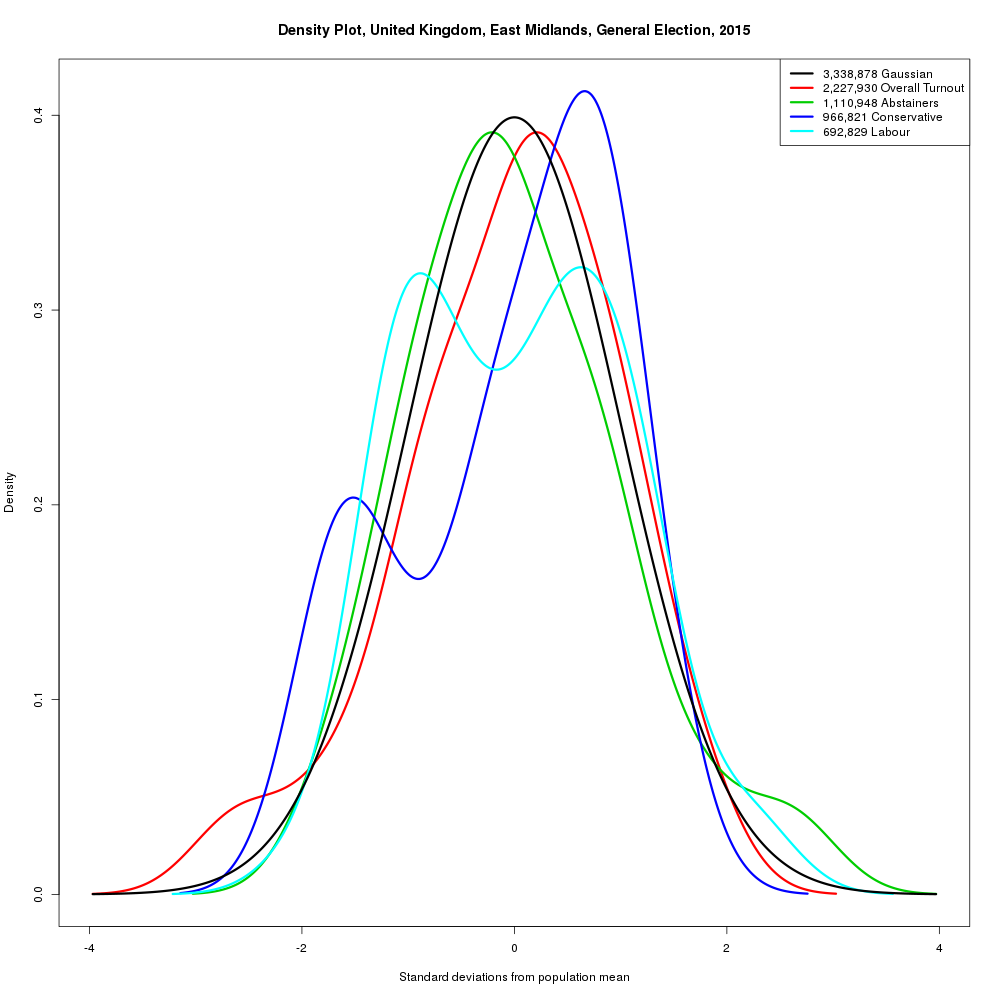 Density Plot, United Kingdom, East Midlands, General Election, 2015
3,338,878 Gaussian
2,227,930 Overall Turnout
1,110,948 Abstainers
966,821 Conservative
692,829 Labour
Density
0.4
0.3
0.2
0.1
0.0
-4 -2 0 2 4
Standard deviations from population mean